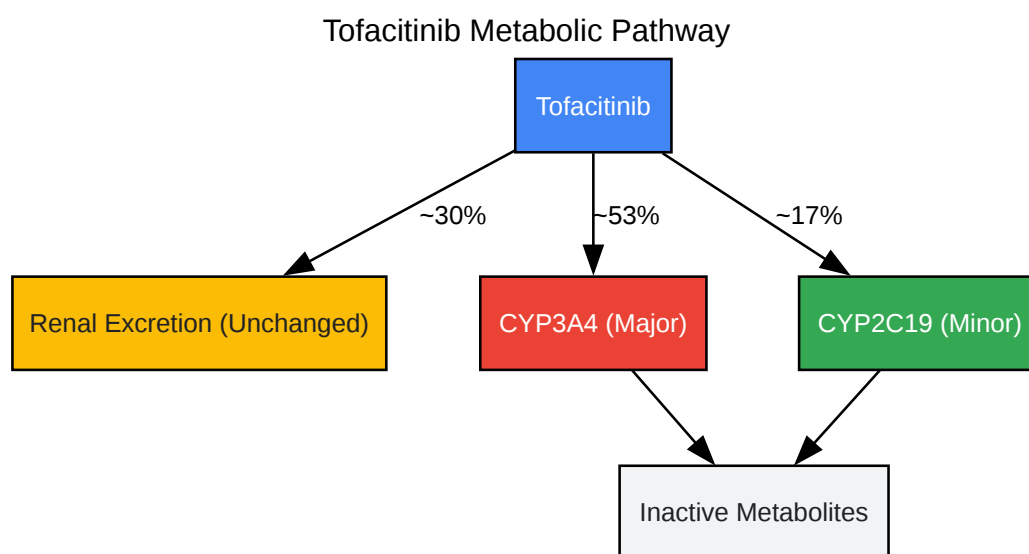 Tofacitinib Metabolic Pathway
Tofacitinib
~30%
~53%
~17%
Renal Excretion (Unchanged)
CYP3A4 (Major)
CYP2C19 (Minor)
Inactive Metabolites